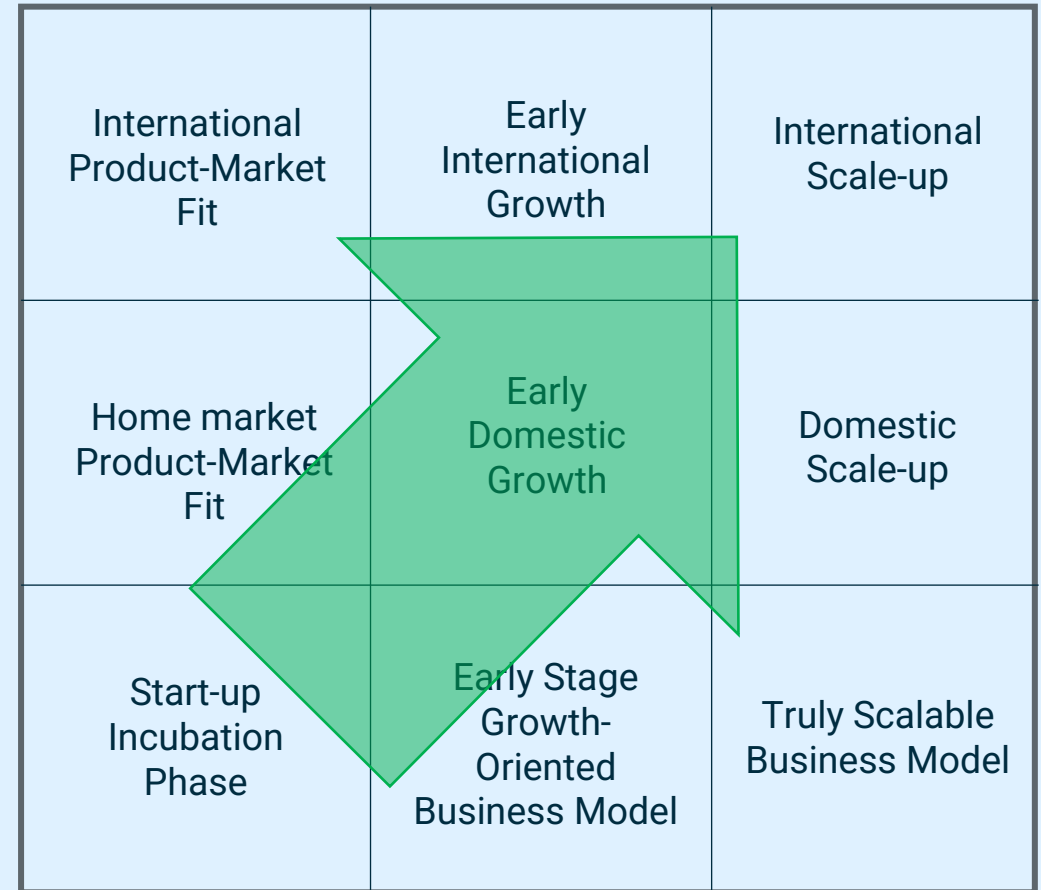 International
Product-Market
Fit
Early
International
Growth
International
Scale-up
Home market
Product-Market
Fit
Early
Domestic
Growth
Domestic
Scale-up
Start-up
Incubation
Phase
Early Stage
Growth-
Oriented
Business Model
Truly Scalable
Business Model